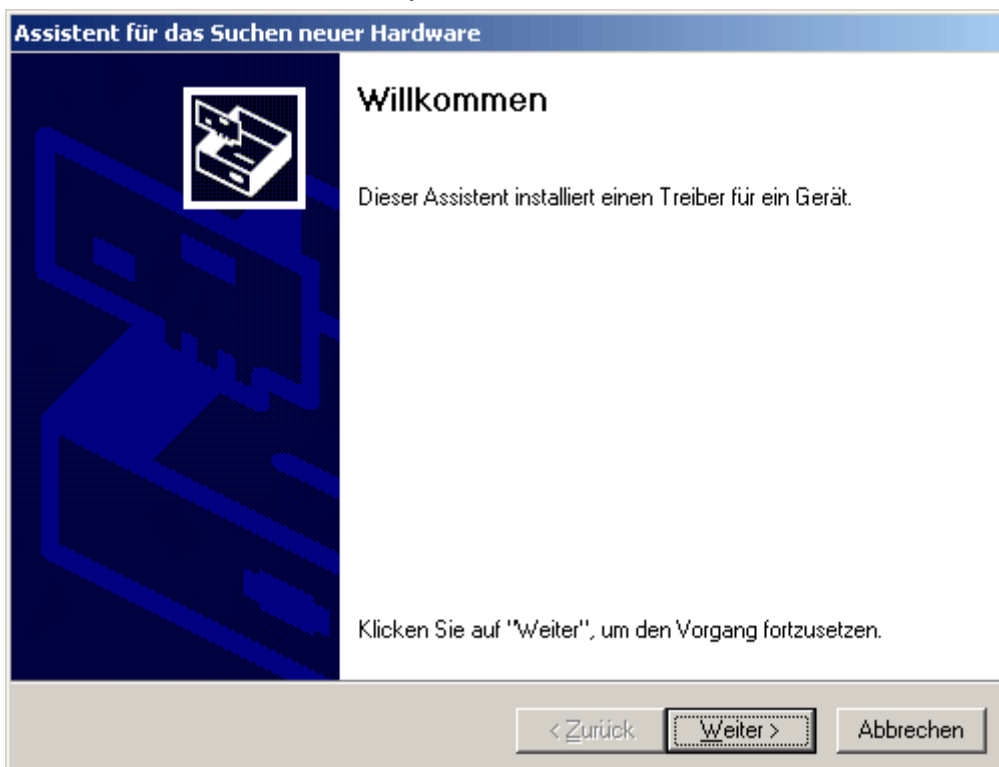 Assistent für das Suchen neuer Hardware
Willkommen
Dieser Assistent installiert einen Treiber für ein Gerät.
Klicken Sie auf "Weiter", um den Vorgang fortzusetzen.
< Zurück Weiter > Abbrechen